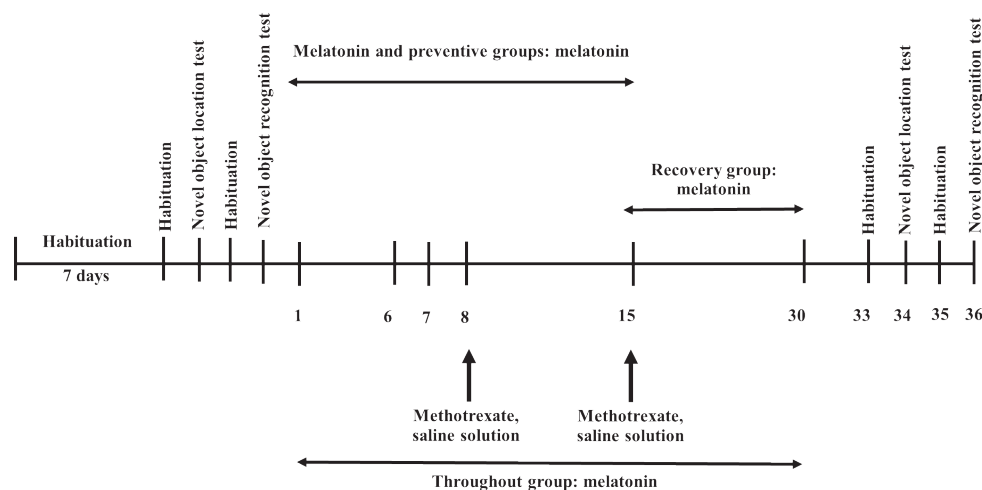 Melatonin and preventive groups: melatonin
Habituation
Novel object location test
Habituation
Novel object recognition test
Recovery group:
melatonin
Habituation
Novel object location test
Habituation
Novel object recognition test
Habituation
7 days
1
6
7
8
15
30
33
34
35
36
Methotrexate,
saline solution
Methotrexate,
saline solution
Throughout group: melatonin